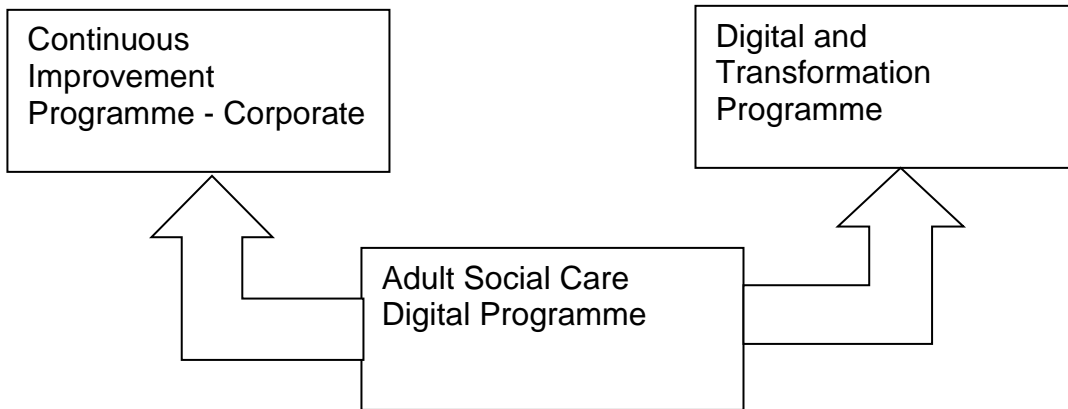 Continuous
Improvement
Programme - Corporate
Digital and
Transformation
Programme
Adult Social Care
Digital Programme